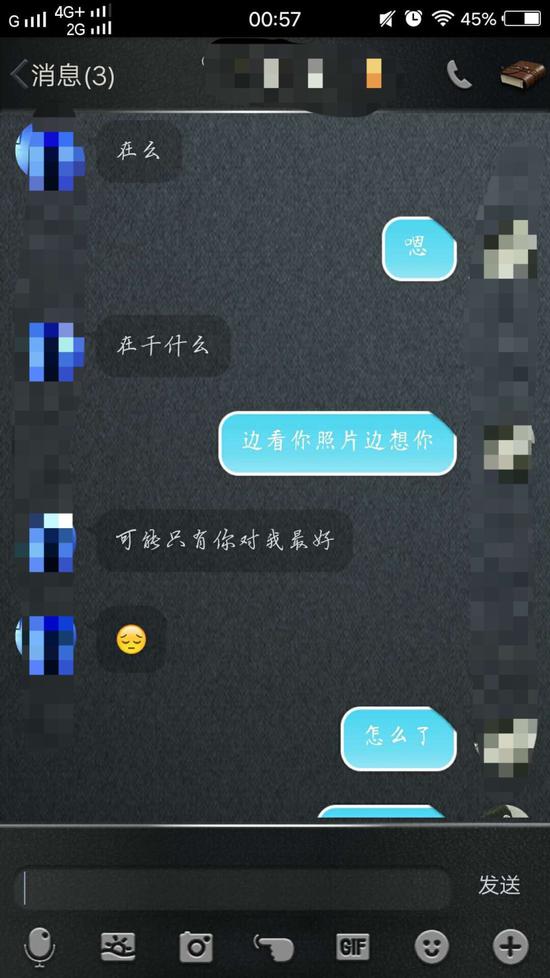 G 4G+ 2G 00:57 45%
消息(3)
在么
嗯
在干什么
边看你照片边想你
可能只有你对我最好
怎么了
发送
GIF